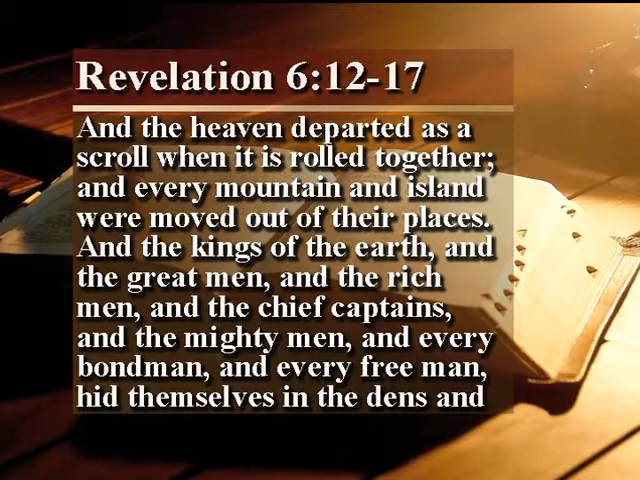 Revelation 6:12-17
And the heaven departed as a
scroll when it is rolled together;
and every mountain and island
were moved out of their places.
And the kings of the earth, and
the great men, and the rich
men, and the chief captains,
and the mighty men, and every
bondman, and every free man,
hid themselves in the dens and